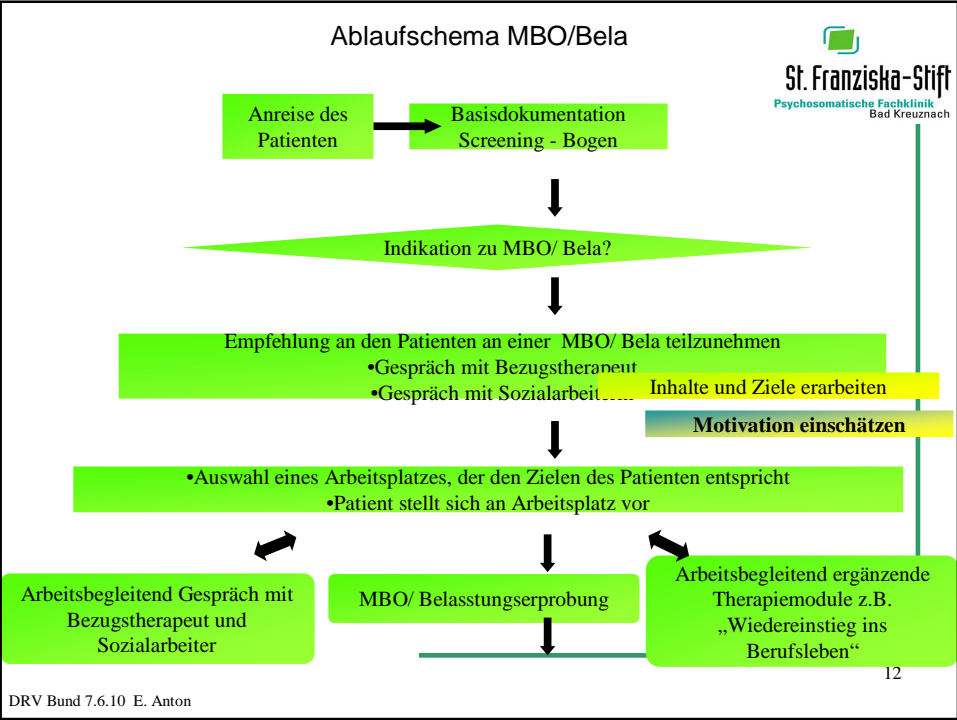 Ablaufschema MBO/Bela
St. Franziska-Stift
Psychosomatische Fachklinik
Bad Kreuznach
Anreise des
Patienten
Basisdokumentation
Screening - Bogen
Indikation zu MBO/ Bela?
Empfehlung an den Patienten an einer MBO/ Bela teilzunehmen
•Gespräch mit Bezugstherapeut
•Gespräch mit Sozialarbeiterin
Inhalte und Ziele erarbeiten
Motivation einschätzen
•Auswahl eines Arbeitsplatzes, der den Zielen des Patienten entspricht
•Patient stellt sich an Arbeitsplatz vor
Arbeitsbegleitend Gespräch mit
Bezugstherapeut und
Sozialarbeiter
MBO/ Belasstungserprobung
Arbeitsbegleitend ergänzende
Therapiemodule z.B.
„Wiedereinstieg ins
Berufsleben“
12
DRV Bund 7.6.10 E. Anton